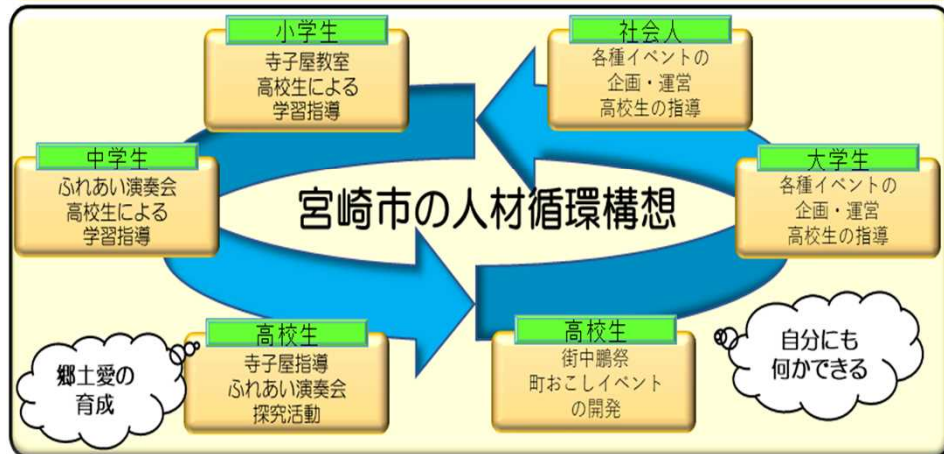 小学生
寺子屋教室
高校生による
学習指導
社会人
各種イベントの
企画・運営
高校生の指導
中学生
ふれあい演奏会
高校生による
学習指導
宮崎市の人材循環構想
大学生
各種イベントの
企画・運営
高校生の指導
郷土愛の
育成
高校生
寺子屋指導
ふれあい演奏会
探究活動
高校生
街中鵬祭
町おこしイベント
の開発
自分にも
何かできる